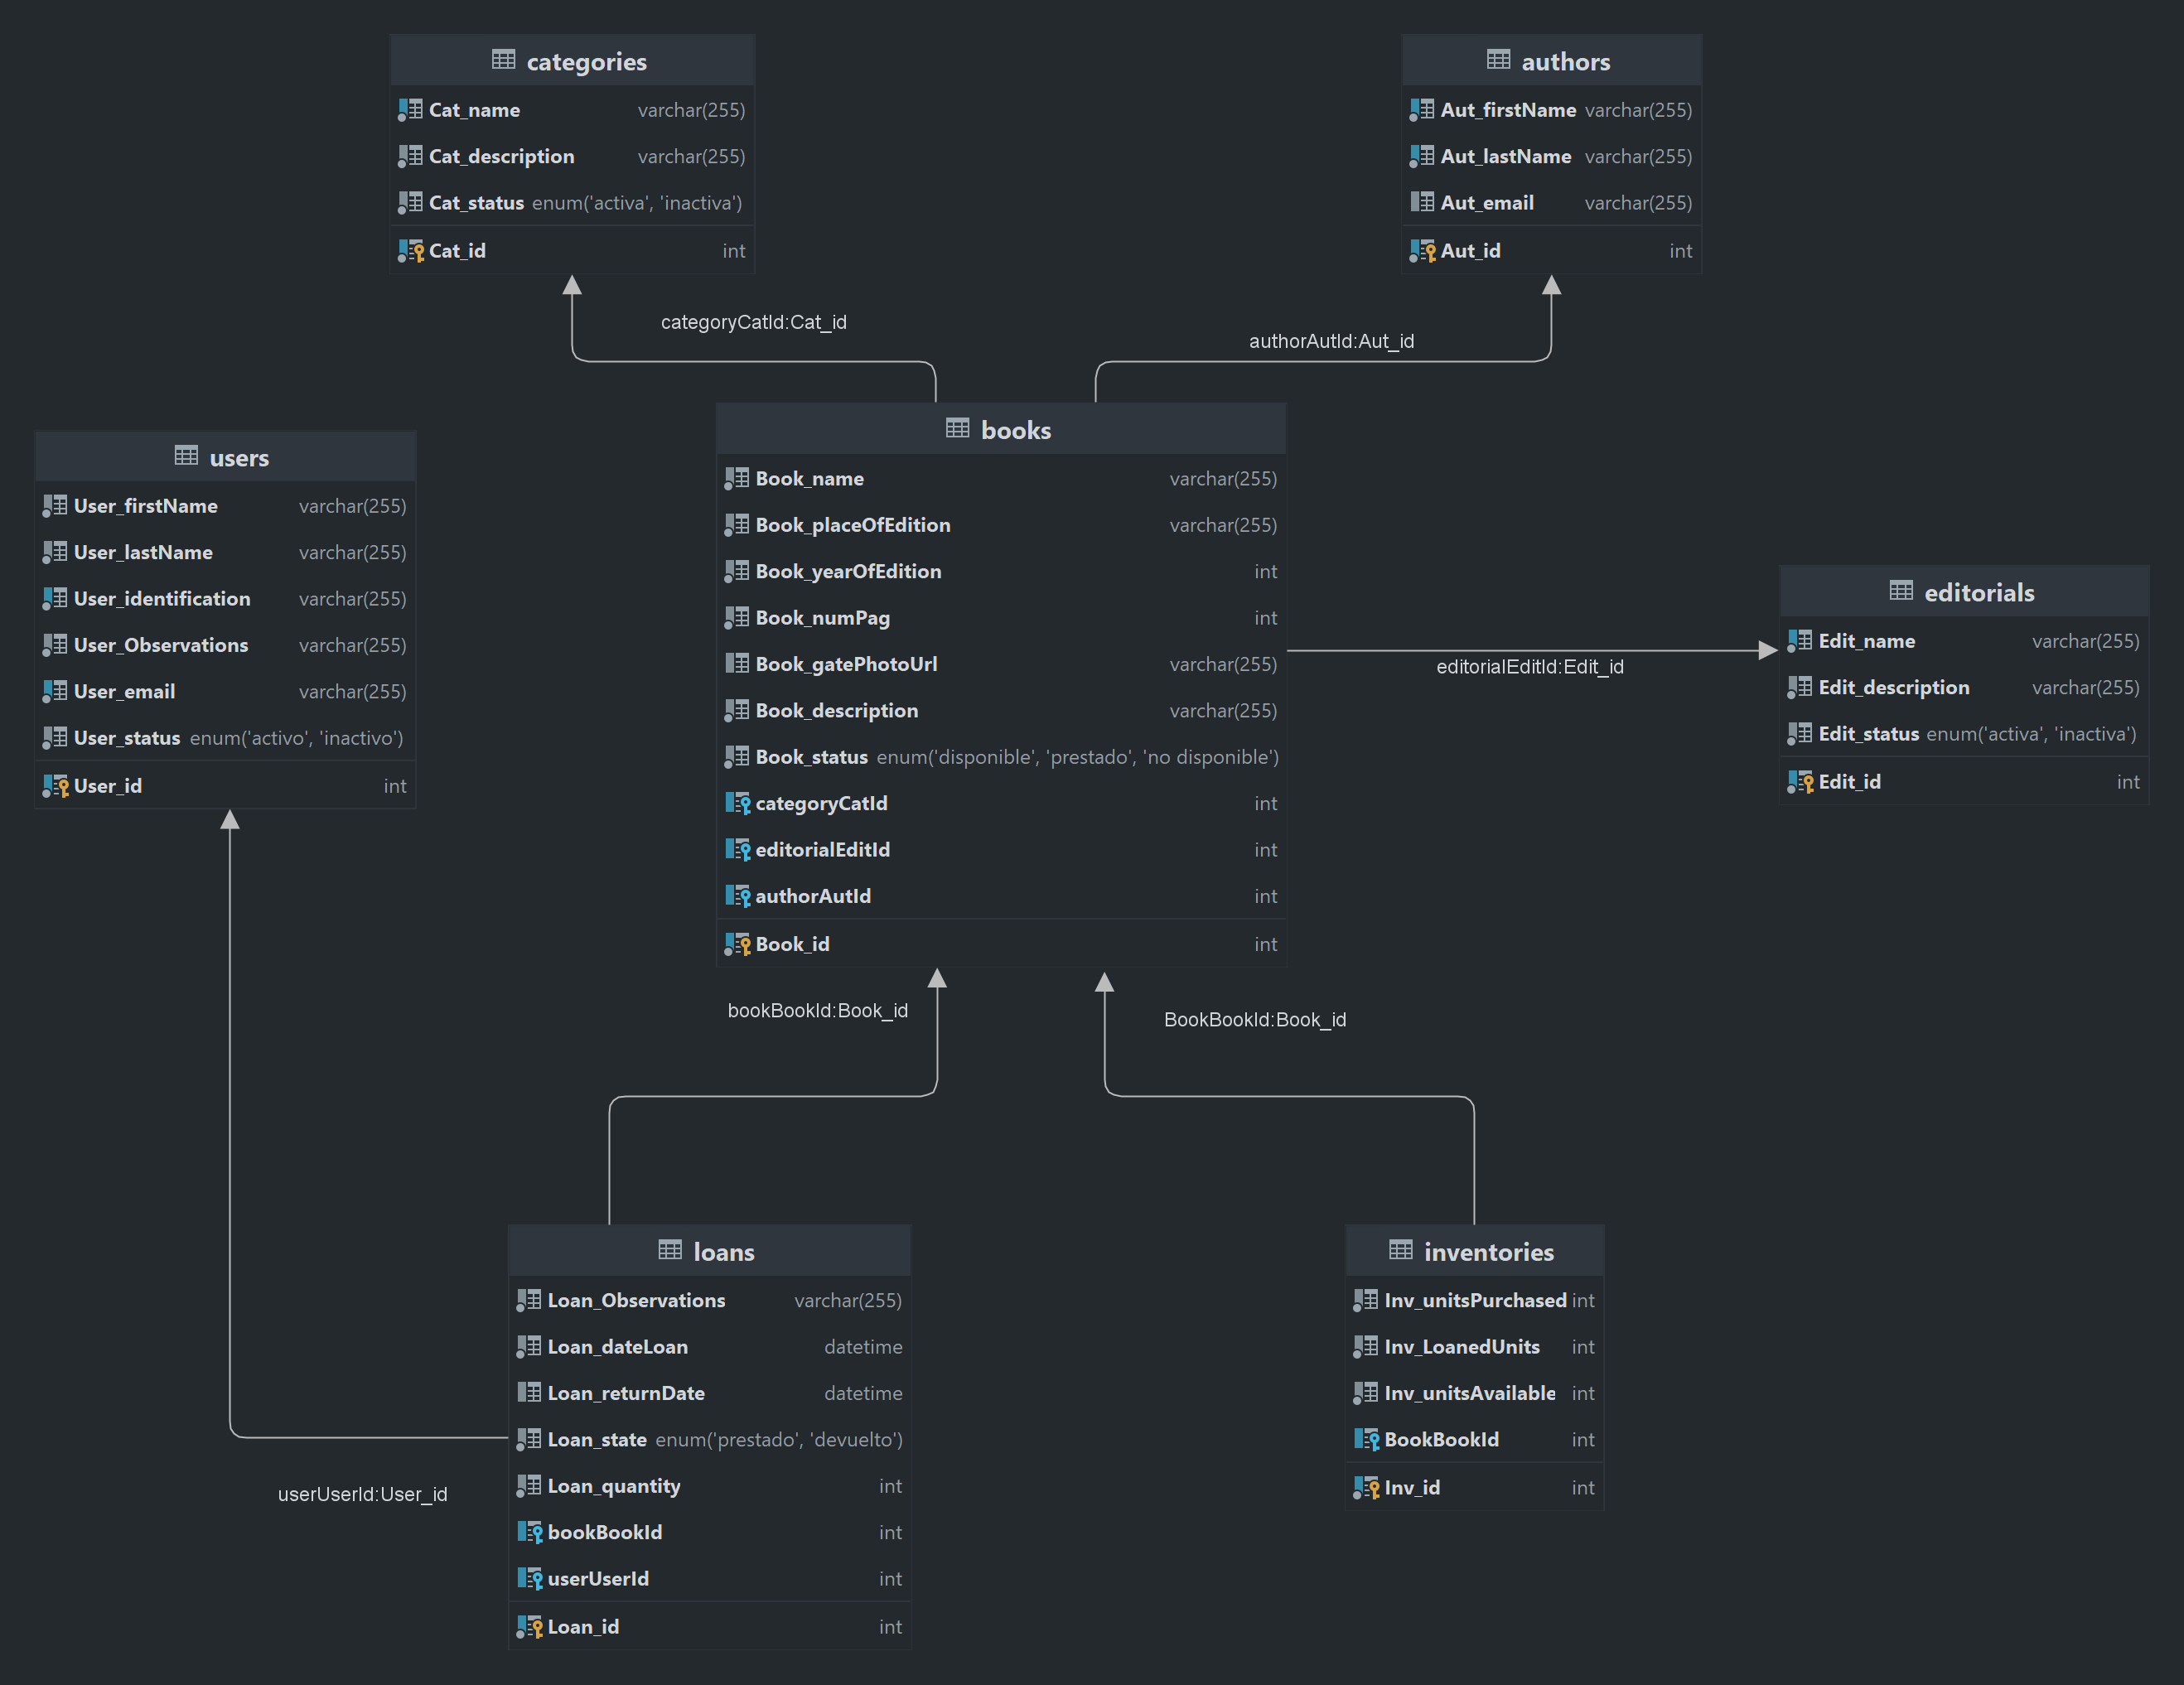 categories
Cat_name varchar(255)
Cat_description varchar(255)
Cat_status enum('activa', 'inactiva')
Cat_id int
authors
Aut_firstName varchar(255)
Aut_lastName varchar(255)
Aut_email varchar(255)
Aut_id int
categoryCatId:Cat_id
authorAutId:Aut_id
users
User_firstName varchar(255)
User_lastName varchar(255)
User_identification varchar(255)
User_Observations varchar(255)
User_email varchar(255)
User_status enum('activo', 'inactivo')
User_id int
books
Book_name varchar(255)
Book_placeOfEdition varchar(255)
Book_yearOfEdition int
Book_numPag int
Book_gatePhotoUrl varchar(255)
Book_description varchar(255)
Book_status enum('disponible', 'prestado', 'no disponible')
categoryCatId int
editorialEditId int
authorAutId int
Book_id int
editorialEditId:Edit_id
editorials
Edit_name varchar(255)
Edit_description varchar(255)
Edit_status enum('activa', 'inactiva')
Edit_id int
bookBookId:Book_id
BookBookId:Book_id
userUserId:User_id
loans
Loan_Observations varchar(255)
Loan_dateLoan datetime
Loan_returnDate datetime
Loan_state enum('prestado', 'devuelto')
Loan_quantity int
bookBookId int
userUserId int
Loan_id int
inventories
Inv_unitsPurchased int
Inv_LoanedUnits int
Inv_unitsAvailable int
BookBookId int
Inv_id int